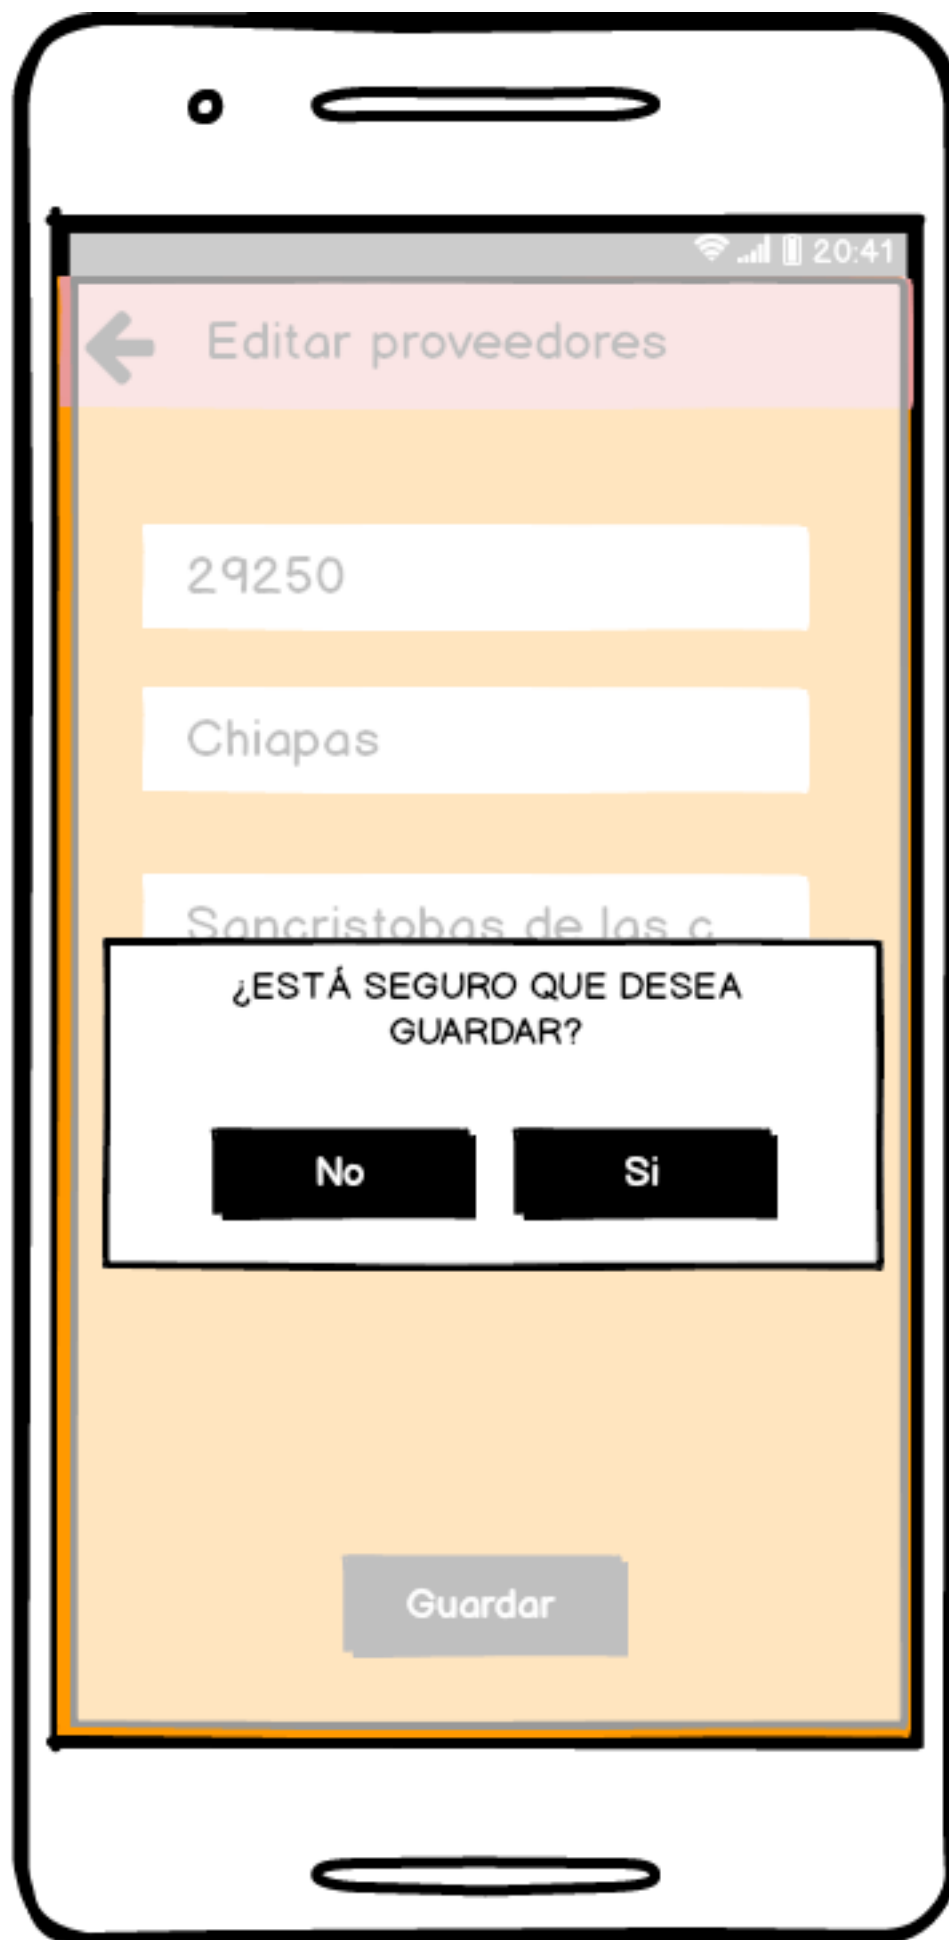 20:41
Editar proveedores
29250
Chiapas
Sancristobas de las c
¿ESTÁ SEGURO QUE DESEA
GUARDAR?
No Si
Guardar